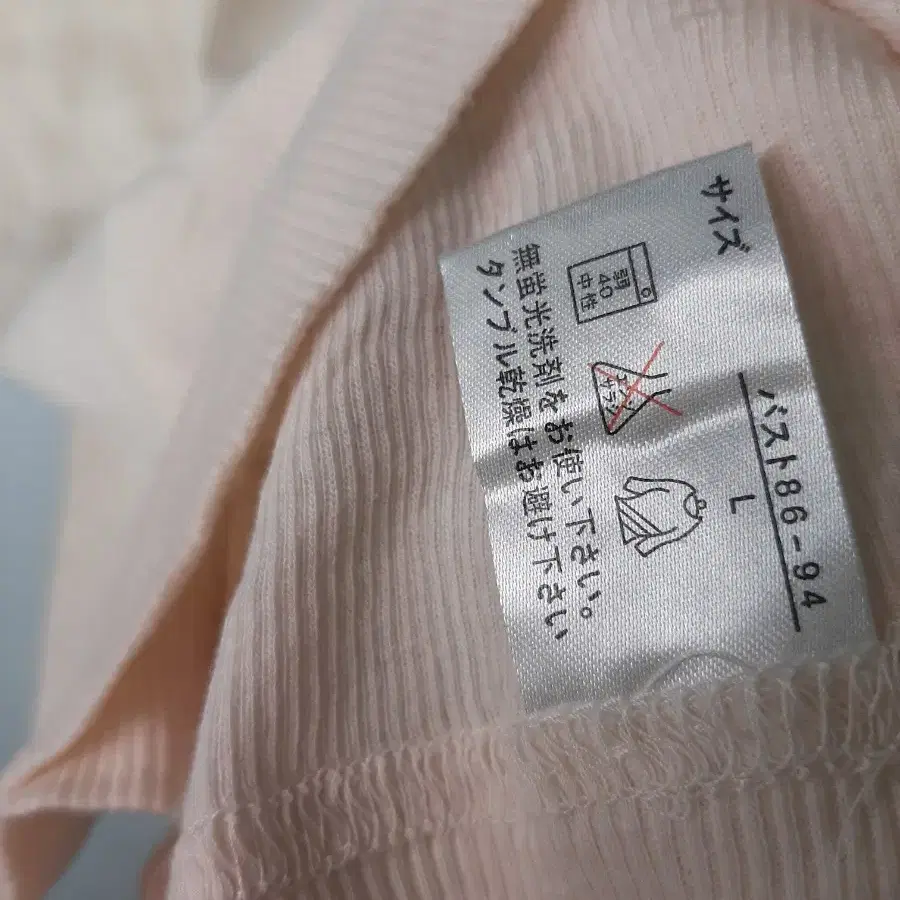 サイズ
バスト86-94
L
弱
40
中性
エンソ
サラシ
無蛍光洗剤をお使い下さい。
タンブル乾燥はお避け下さい